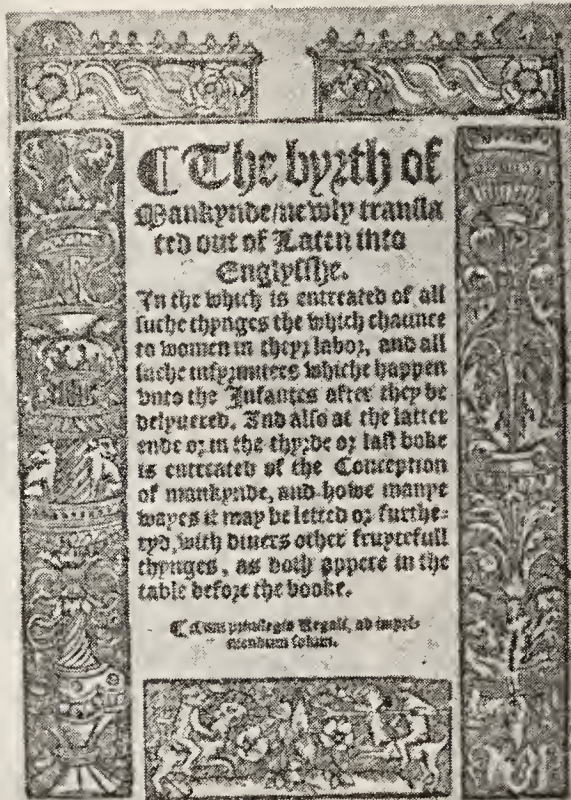 ¶ The byrth of
Mankynde/newly transla
ted out of Laten into
Englysshe.
In the which is entreated of all
suche thynges the which chaunce
to women in theyr labor, and all
suche infyrmitees whiche happen
vnto the Infantes after they be
delyuered. And also at the latter
ende or in the thyrde or last boke
is entreated of the Conception
of mankynde, and howe manye
wayes it may be letted or furthe-
ryd, with diuers other fruytefull
thynges, as doth appere in the
table before the booke.
¶ Cum priuilegio Regali, ad impri-
mendum solum.